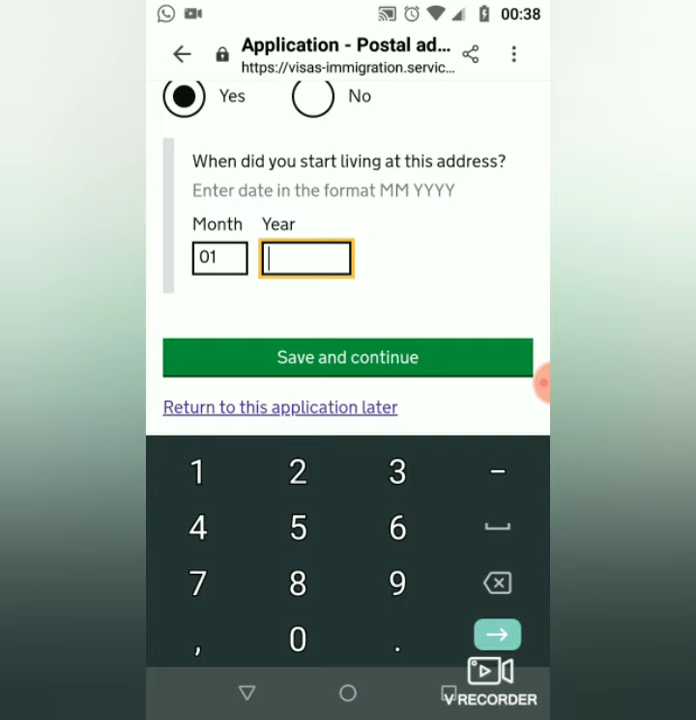 00:38
Application - Postal ad...
https://visas-immigration.servic...
Yes No
When did you start living at this address?
Enter date in the format MM YYYY
Month Year
01
Save and continue
Return to this application later
1 2 3 -
4 5 6
7 8 9
, 0 .
V RECORDER